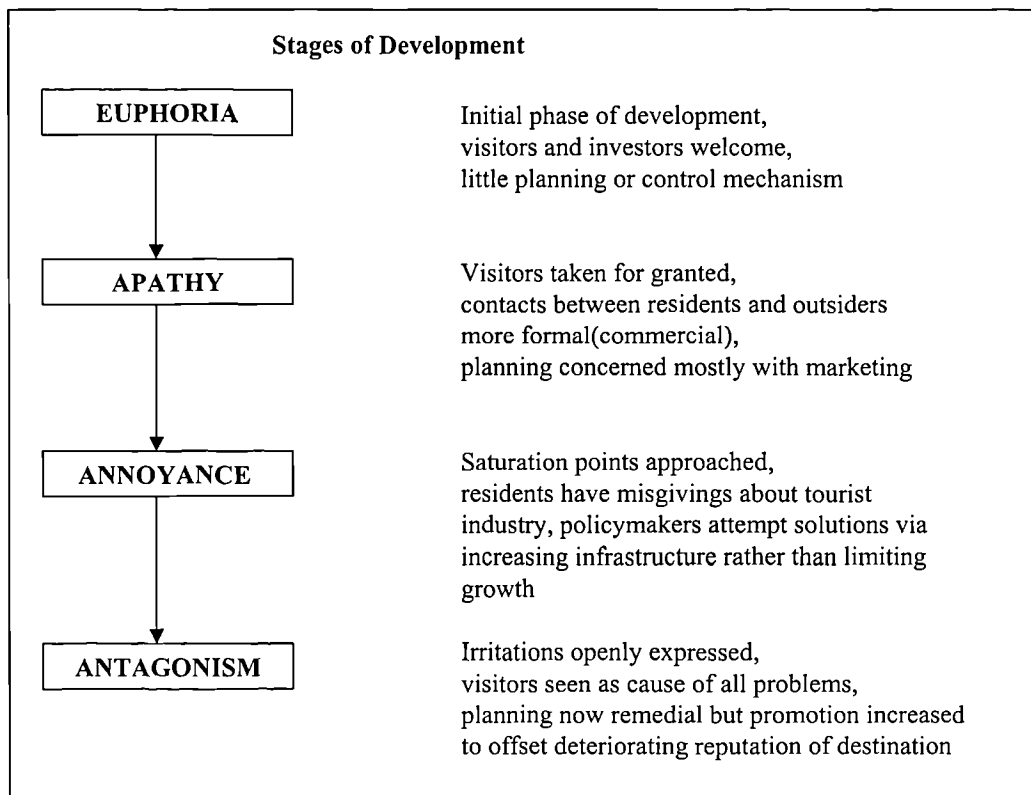 Stages of Development
EUPHORIA
Initial phase of development,
visitors and investors welcome,
little planning or control mechanism
APATHY
Visitors taken for granted,
contacts between residents and outsiders
more formal(commercial),
planning concerned mostly with marketing
ANNOYANCE
Saturation points approached,
residents have misgivings about tourist
industry, policymakers attempt solutions via
increasing infrastructure rather than limiting
growth
ANTAGONISM
Irritations openly expressed,
visitors seen as cause of all problems,
planning now remedial but promotion increased
to offset deteriorating reputation of destination